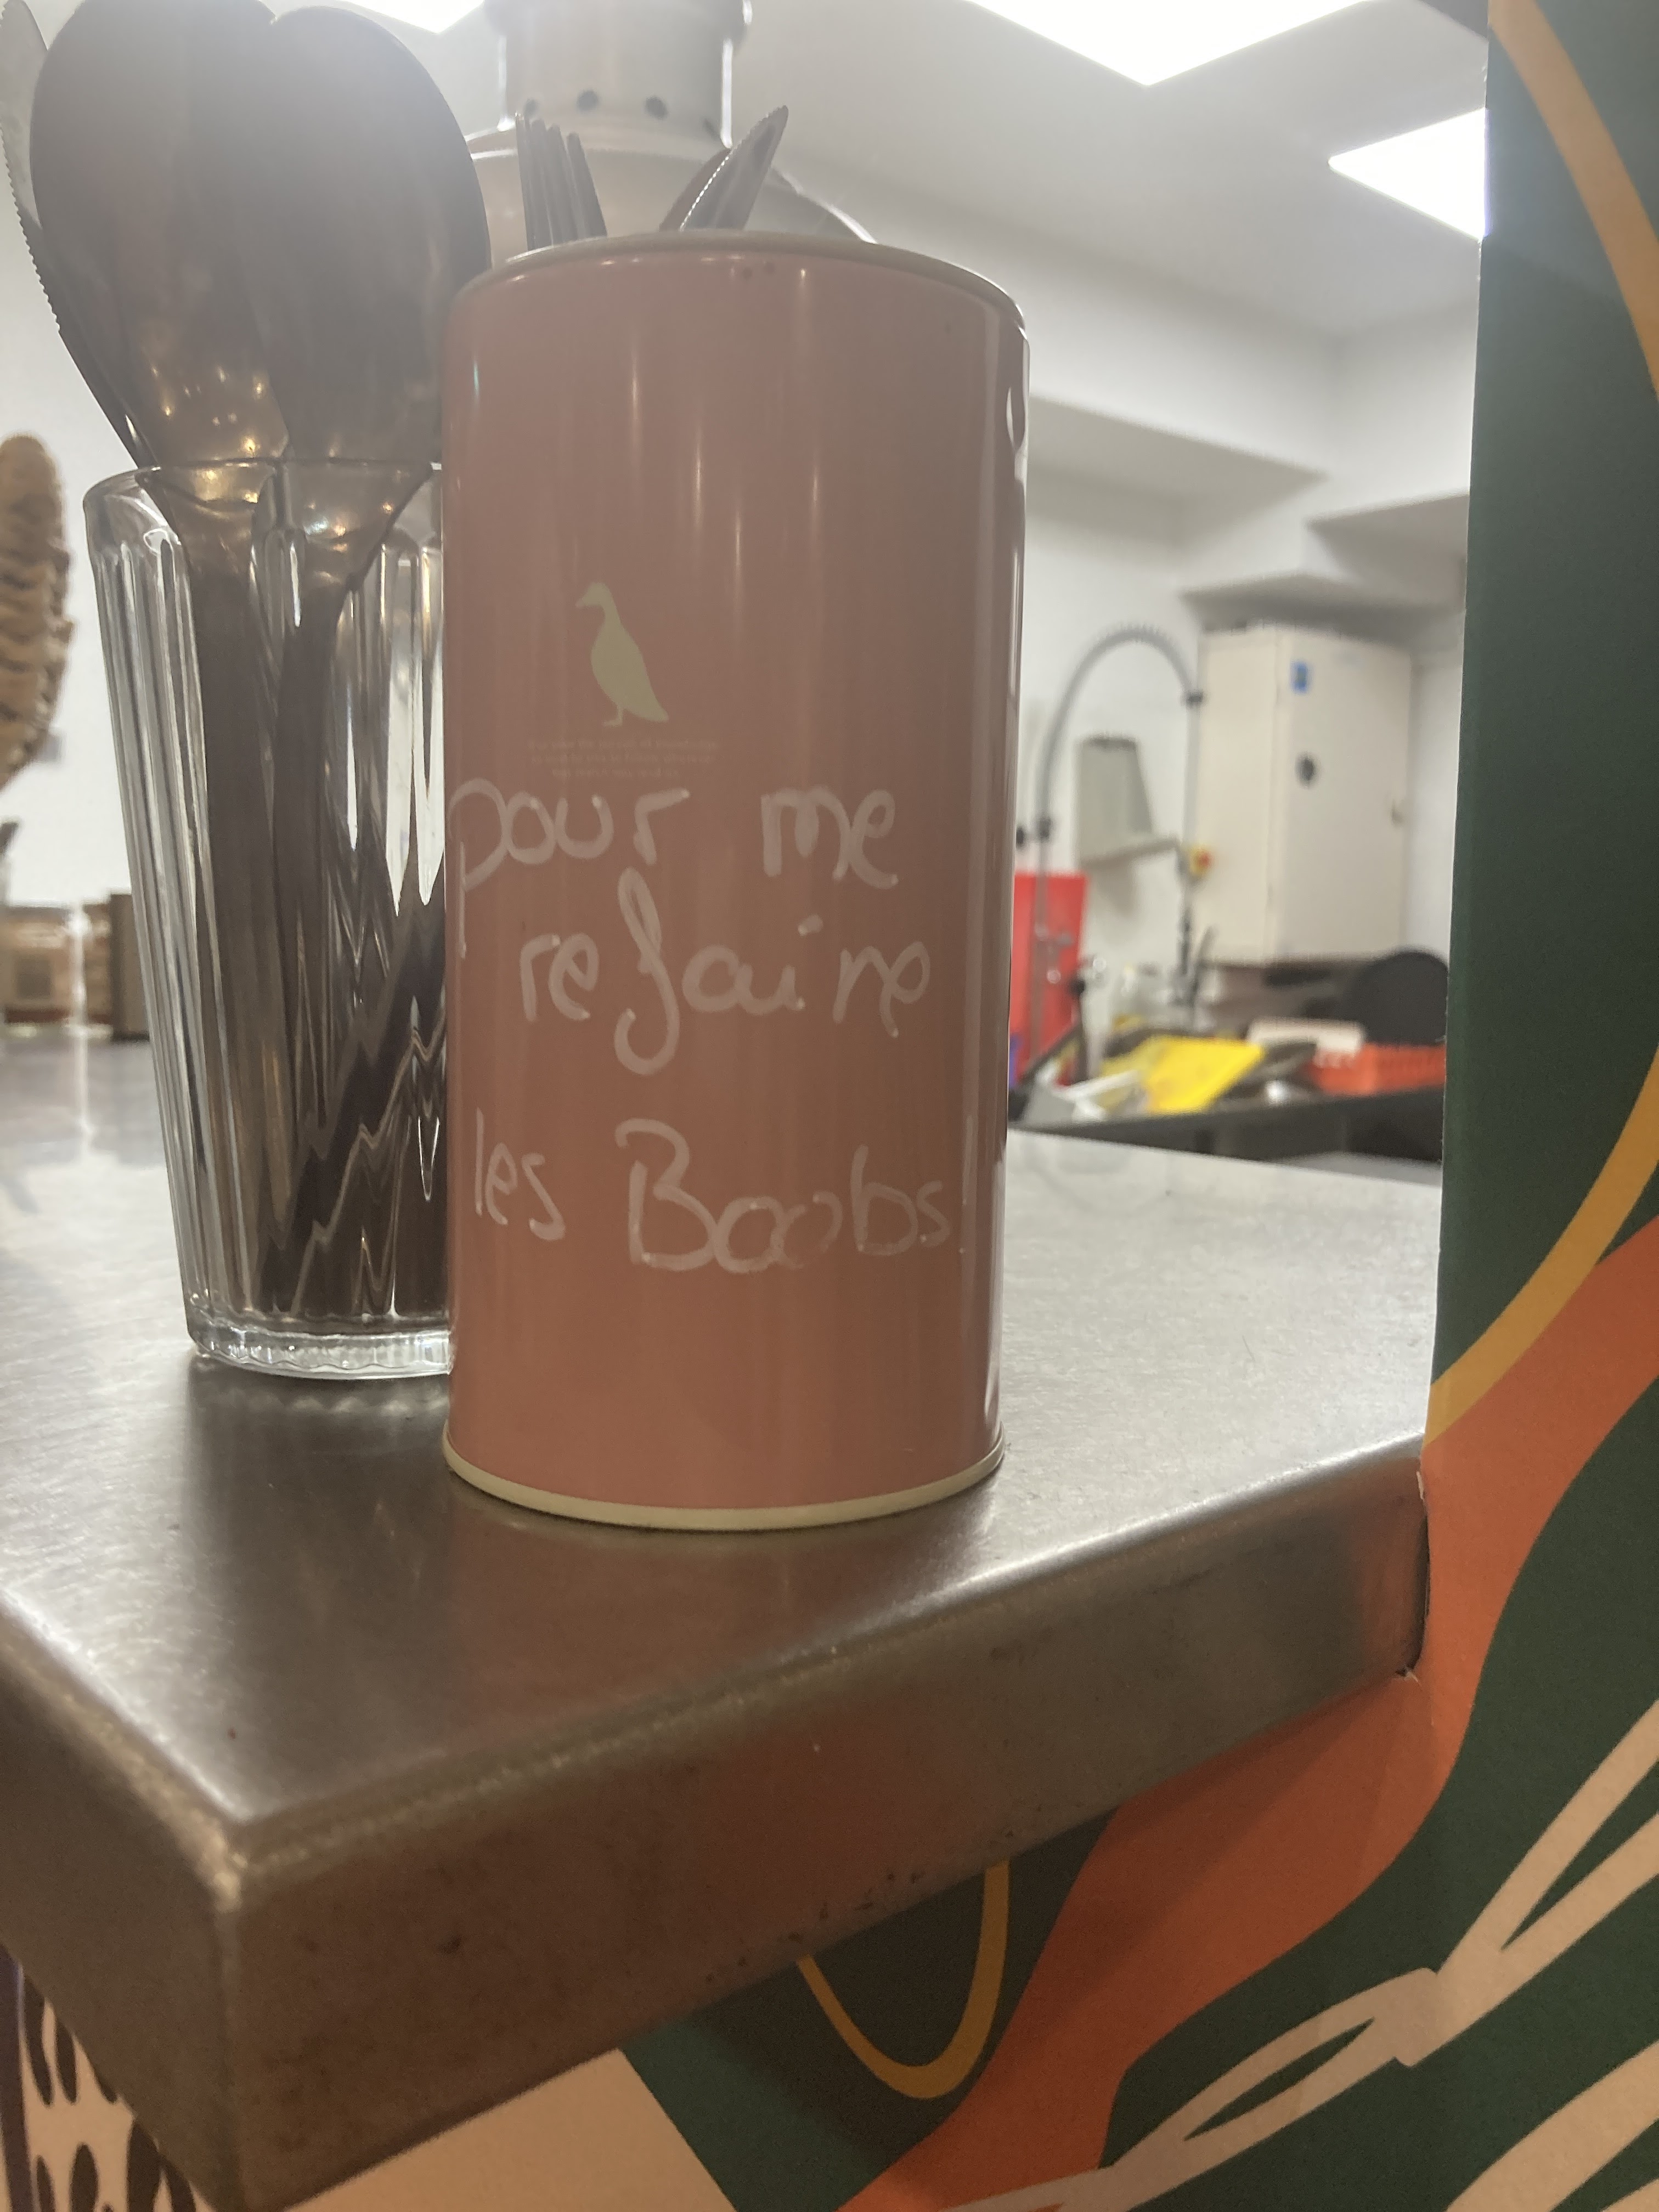 pour me
refaire
les Boobs!